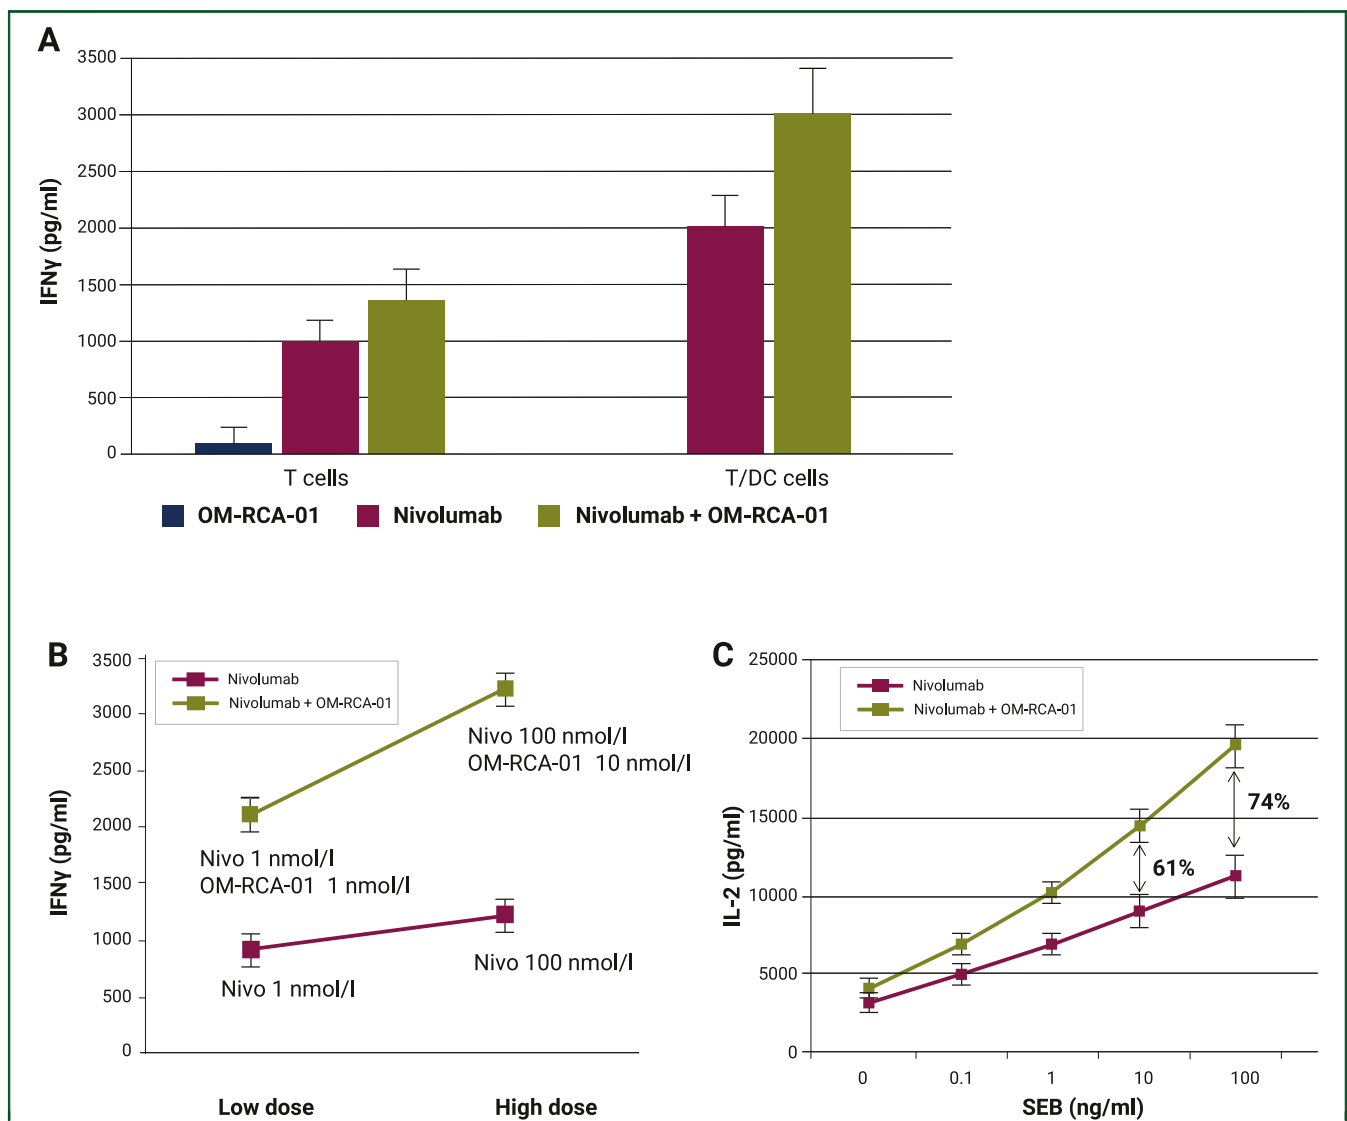 A
3500
3000
2500
2000
1500
1000
500
0
IFNγ (pg/ml)
T cells
T/DC cells
OM-RCA-01
Nivolumab
Nivolumab + OM-RCA-01
B
3500
3000
2500
2000
1500
1000
500
0
IFNγ (pg/ml)
Nivolumab
Nivolumab + OM-RCA-01
Nivo 100 nmol/l
OM-RCA-01 10 nmol/l
Nivo 1 nmol/l
OM-RCA-01 1 nmol/l
Nivo 100 nmol/l
Nivo 1 nmol/l
Low dose
High dose
C
25000
20000
15000
10000
5000
0
IL-2 (pg/ml)
Nivolumab
Nivolumab + OM-RCA-01
74%
61%
0
0.1
1
10
100
SEB (ng/ml)